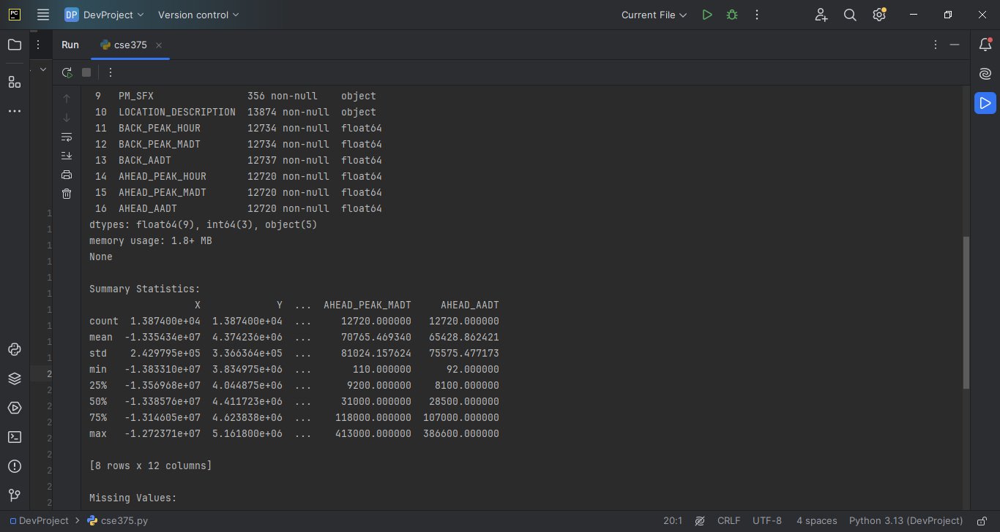 PC
DP DevProject Version control Current File
Run cse375
9 PM_SFX 356 non-null object
10 LOCATION_DESCRIPTION 13874 non-null object
11 BACK_PEAK_HOUR 12734 non-null float64
12 BACK_PEAK_MADT 12734 non-null float64
13 BACK_AADT 12737 non-null float64
14 AHEAD_PEAK_HOUR 12720 non-null float64
15 AHEAD_PEAK_MADT 12720 non-null float64
16 AHEAD_AADT 12720 non-null float64
dtypes: float64(9), int64(3), object(5)
memory usage: 1.8+ MB
None
Summary Statistics:
X Y ... AHEAD_PEAK_MADT AHEAD_AADT
count 1.387400e+04 1.387400e+04 ... 12720.000000 12720.000000
mean -1.335434e+07 4.374236e+06 ... 70765.469340 65428.862421
std 2.429795e+05 3.366364e+05 ... 81024.157624 75575.477173
min -1.383310e+07 3.834975e+06 ... 110.000000 92.000000
25% -1.356968e+07 4.044875e+06 ... 9200.000000 8100.000000
50% -1.338576e+07 4.411723e+06 ... 31000.000000 28500.000000
75% -1.314605e+07 4.623838e+06 ... 118000.000000 107000.000000
max -1.272371e+07 5.161800e+06 ... 413000.000000 386600.000000
[8 rows x 12 columns]
Missing Values:
DevProject > cse375.py 20:1 CRLF UTF-8 4 spaces Python 3.13 (DevProject)